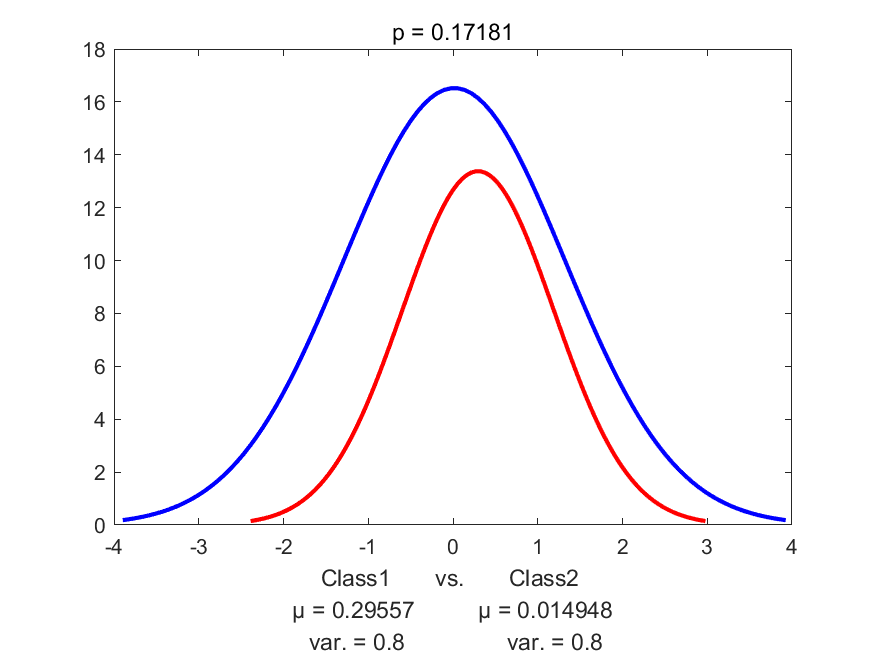 p = 0.17181
18
16
14
12
10
8
6
4
2
0
-4 -3 -2 -1 0 1 2 3 4
Class1 vs. Class2
μ = 0.29557 μ = 0.014948
var. = 0.8 var. = 0.8